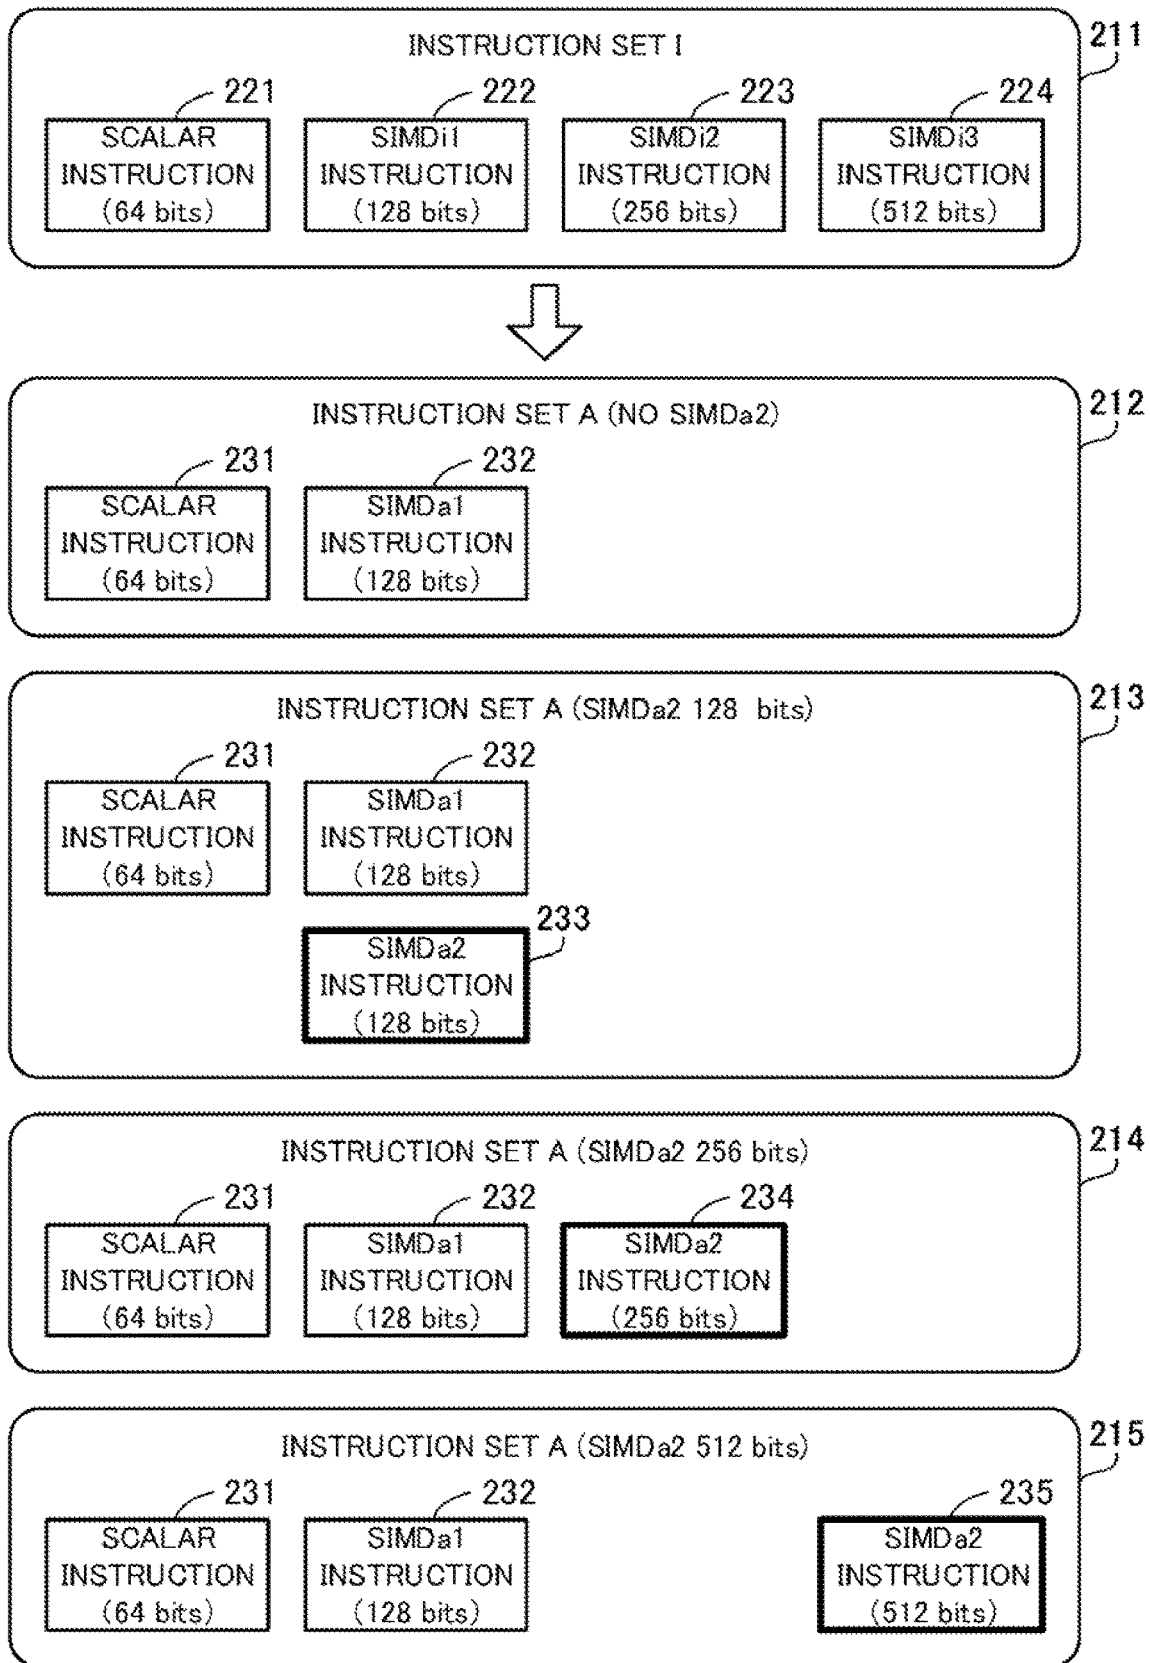 INSTRUCTION SET I
211
221
222
223
224
SCALAR
INSTRUCTION
(64 bits)
SIMDi1
INSTRUCTION
(128 bits)
SIMDi2
INSTRUCTION
(256 bits)
SIMDi3
INSTRUCTION
(512 bits)
INSTRUCTION SET A (NO SIMDa2)
212
231
232
SCALAR
INSTRUCTION
(64 bits)
SIMDa1
INSTRUCTION
(128 bits)
INSTRUCTION SET A (SIMDa2 128 bits)
213
231
232
SCALAR
INSTRUCTION
(64 bits)
SIMDa1
INSTRUCTION
(128 bits)
233
SIMDa2
INSTRUCTION
(128 bits)
INSTRUCTION SET A (SIMDa2 256 bits)
214
231
232
234
SCALAR
INSTRUCTION
(64 bits)
SIMDa1
INSTRUCTION
(128 bits)
SIMDa2
INSTRUCTION
(256 bits)
INSTRUCTION SET A (SIMDa2 512 bits)
215
231
232
235
SCALAR
INSTRUCTION
(64 bits)
SIMDa1
INSTRUCTION
(128 bits)
SIMDa2
INSTRUCTION
(512 bits)